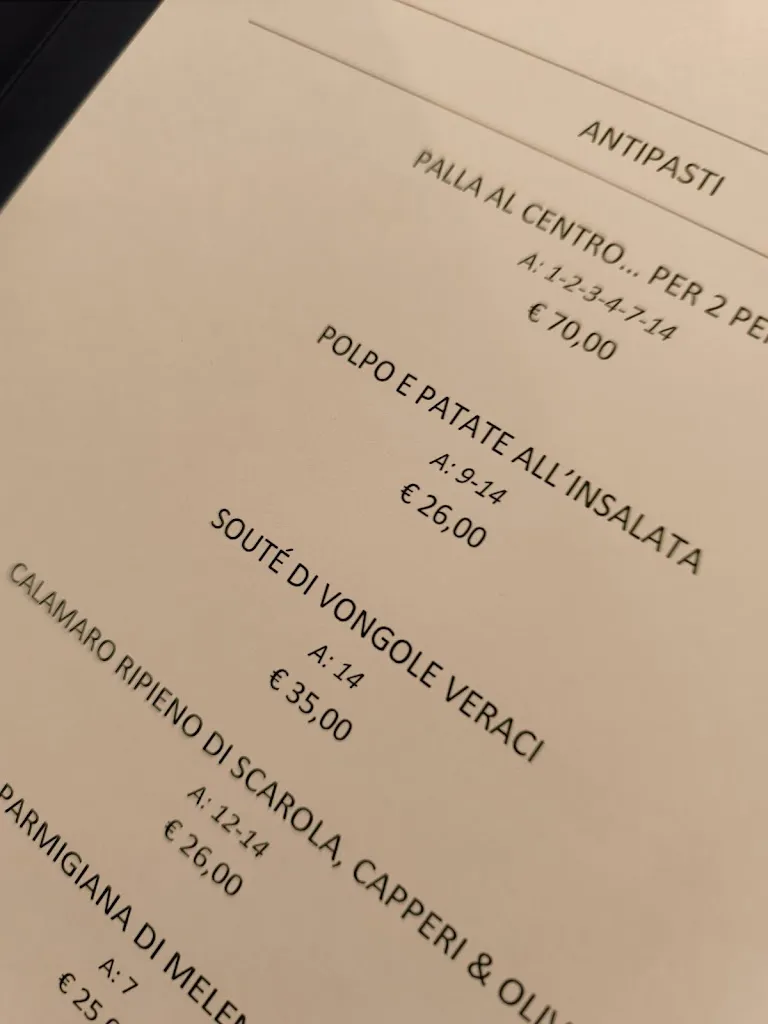 ANTIPASTI
PALLA AL CENTRO... PER 2
A: 1-2-3-4-7-14
€ 70,00
POLPO E PATATE ALL'INSALATA
A: 9-14
€ 26,00
SOUTÉ DI VONGOLE VERACI
A: 14
€ 35,00
CALAMARO RIPIENO DI SCAROLA, CAPPERI &
A: 12-14
€ 26,00
PARMIGIANA DI
A: 7
€ 25